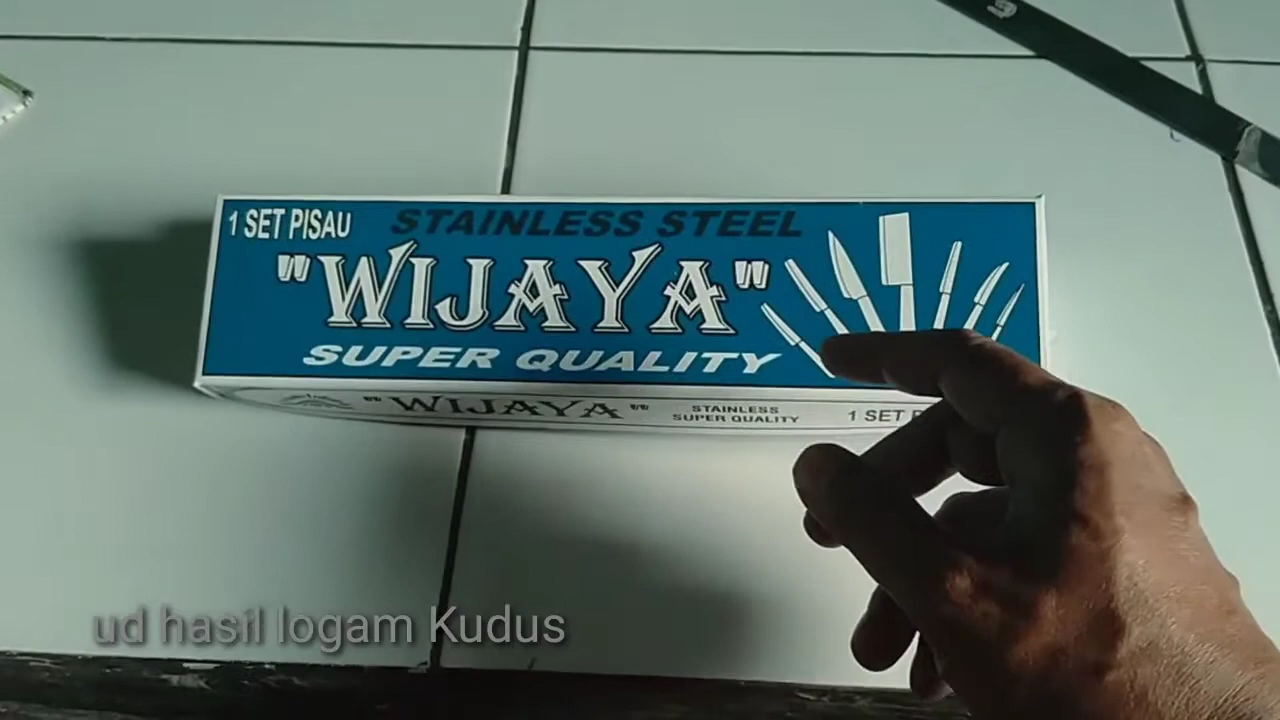 1 SET PISAU
STAINLESS STEEL
"WIJAYA"
SUPER QUALITY
"WIJAYA"
STAINLESS
SUPER QUALITY
1 SET
ud hasil logam Kudus